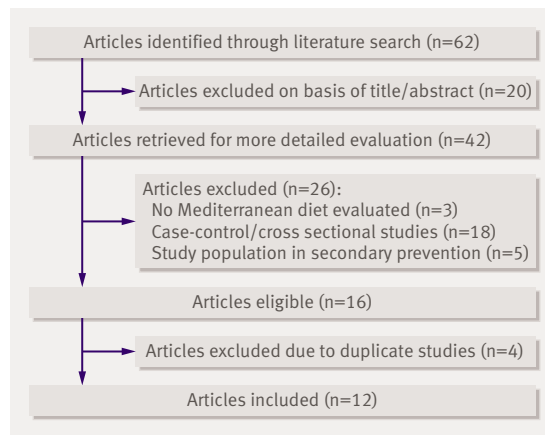 Articles identified through literature search (n=62)
Articles excluded on basis of title/abstract (n=20)
Articles retrieved for more detailed evaluation (n=42)
Articles excluded (n=26):
No Mediterranean diet evaluated (n=3)
Case-control/cross sectional studies (n=18)
Study population in secondary prevention (n=5)
Articles eligible (n=16)
Articles excluded due to duplicate studies (n=4)
Articles included (n=12)